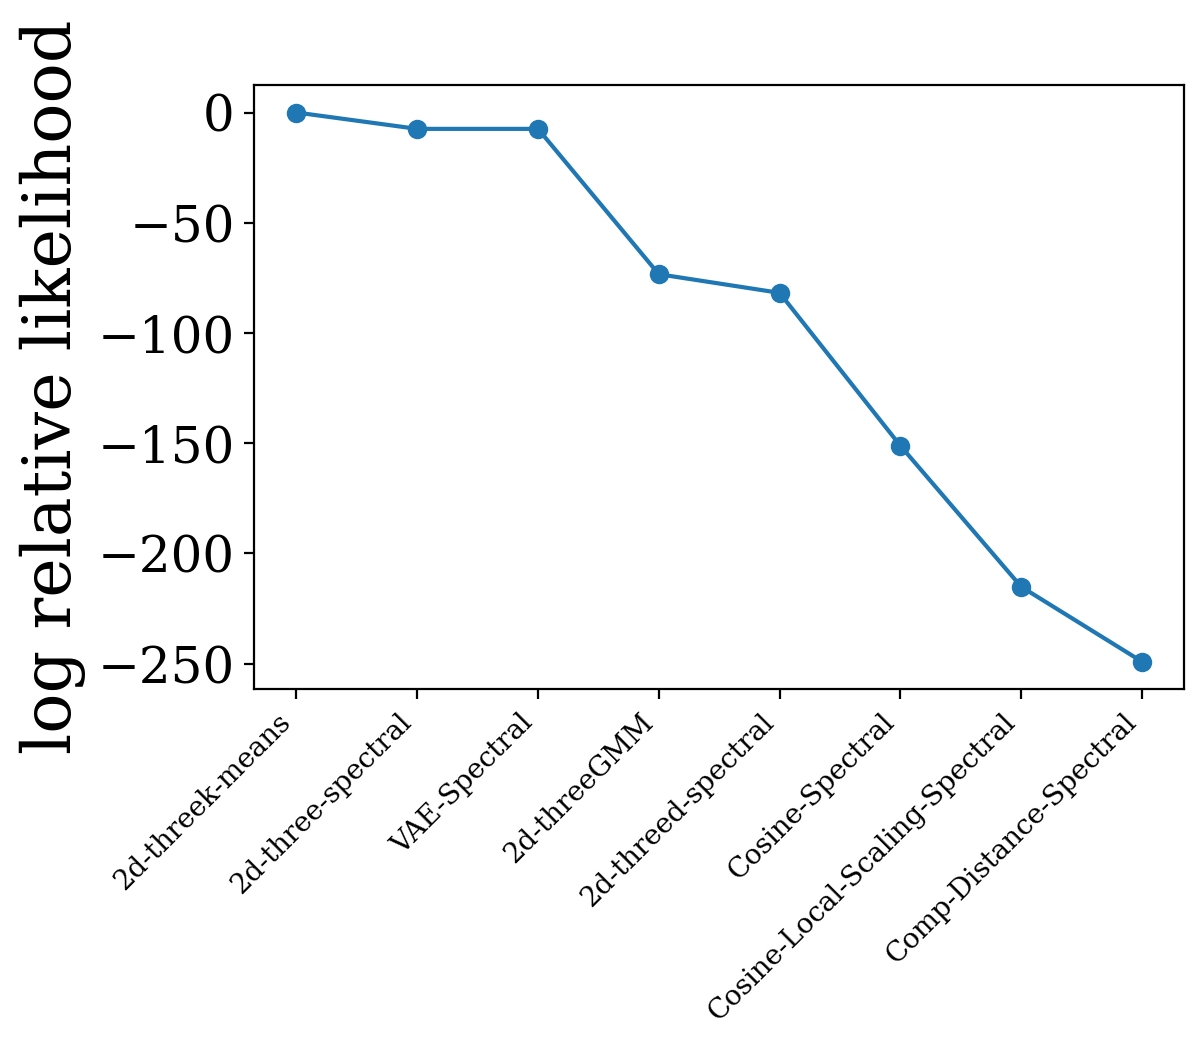 log relative likelihood
0
−50
−100
−150
−200
−250
2d-threek-means
2d-three-spectral
VAE-Spectral
2d-threeGMM
2d-threed-spectral
Cosine-Spectral
Cosine-Local-Scaling-Spectral
Comp-Distance-Spectral